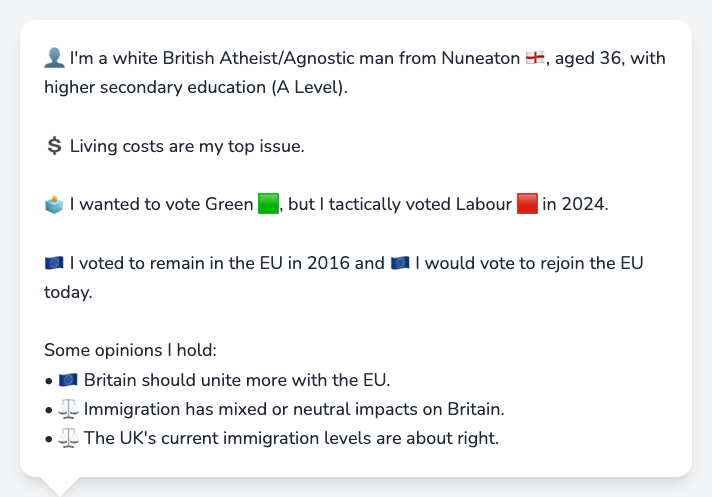 👤 I'm a white British Atheist/Agnostic man from Nuneaton 🏴󠁧󠁢󠁥󠁮󠁧󠁿, aged 36, with
higher secondary education (A Level).
💲 Living costs are my top issue.
🗳️ I wanted to vote Green 🟩, but I tactically voted Labour 🟥 in 2024.
🇪🇺 I voted to remain in the EU in 2016 and 🇪🇺 I would vote to rejoin the EU
today.
Some opinions I hold:
• 🇪🇺 Britain should unite more with the EU.
• ⚖️ Immigration has mixed or neutral impacts on Britain.
• ⚖️ The UK's current immigration levels are about right.